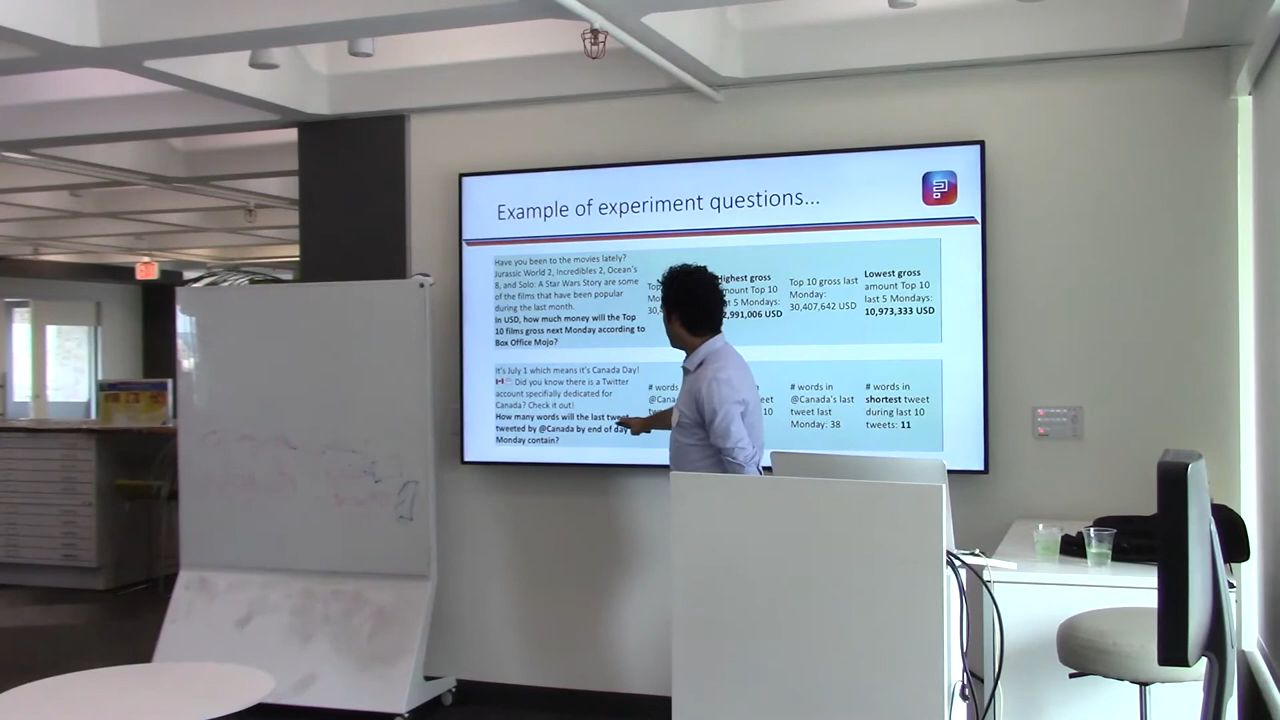 Example of experiment questions...
Have you been to the movies lately?
Jurassic World 2, Incredibles 2, Ocean's
8, and Solo: A Star Wars Story are some
of the films that have been popular
during the last month.
In USD, how much money will the Top
10 films gross next Monday according to
Box Office Mojo?
Highest gross
amount Top 10
last 5 Mondays:
2,991,006 USD
Top 10 gross last
Monday:
30,407,642 USD
Lowest gross
amount Top 10
last 5 Mondays:
10,973,333 USD
It's July 1 which means it's Canada Day!
Did you know there is a Twitter
account specifially dedicated for
Canada? Check it out!
How many words will the last tweet
tweeted by @Canada by end of day
Monday contain?
# words
# words in
@Canada's last
tweet last
Monday: 38
# words in
shortest tweet
during last 10
tweets: 11